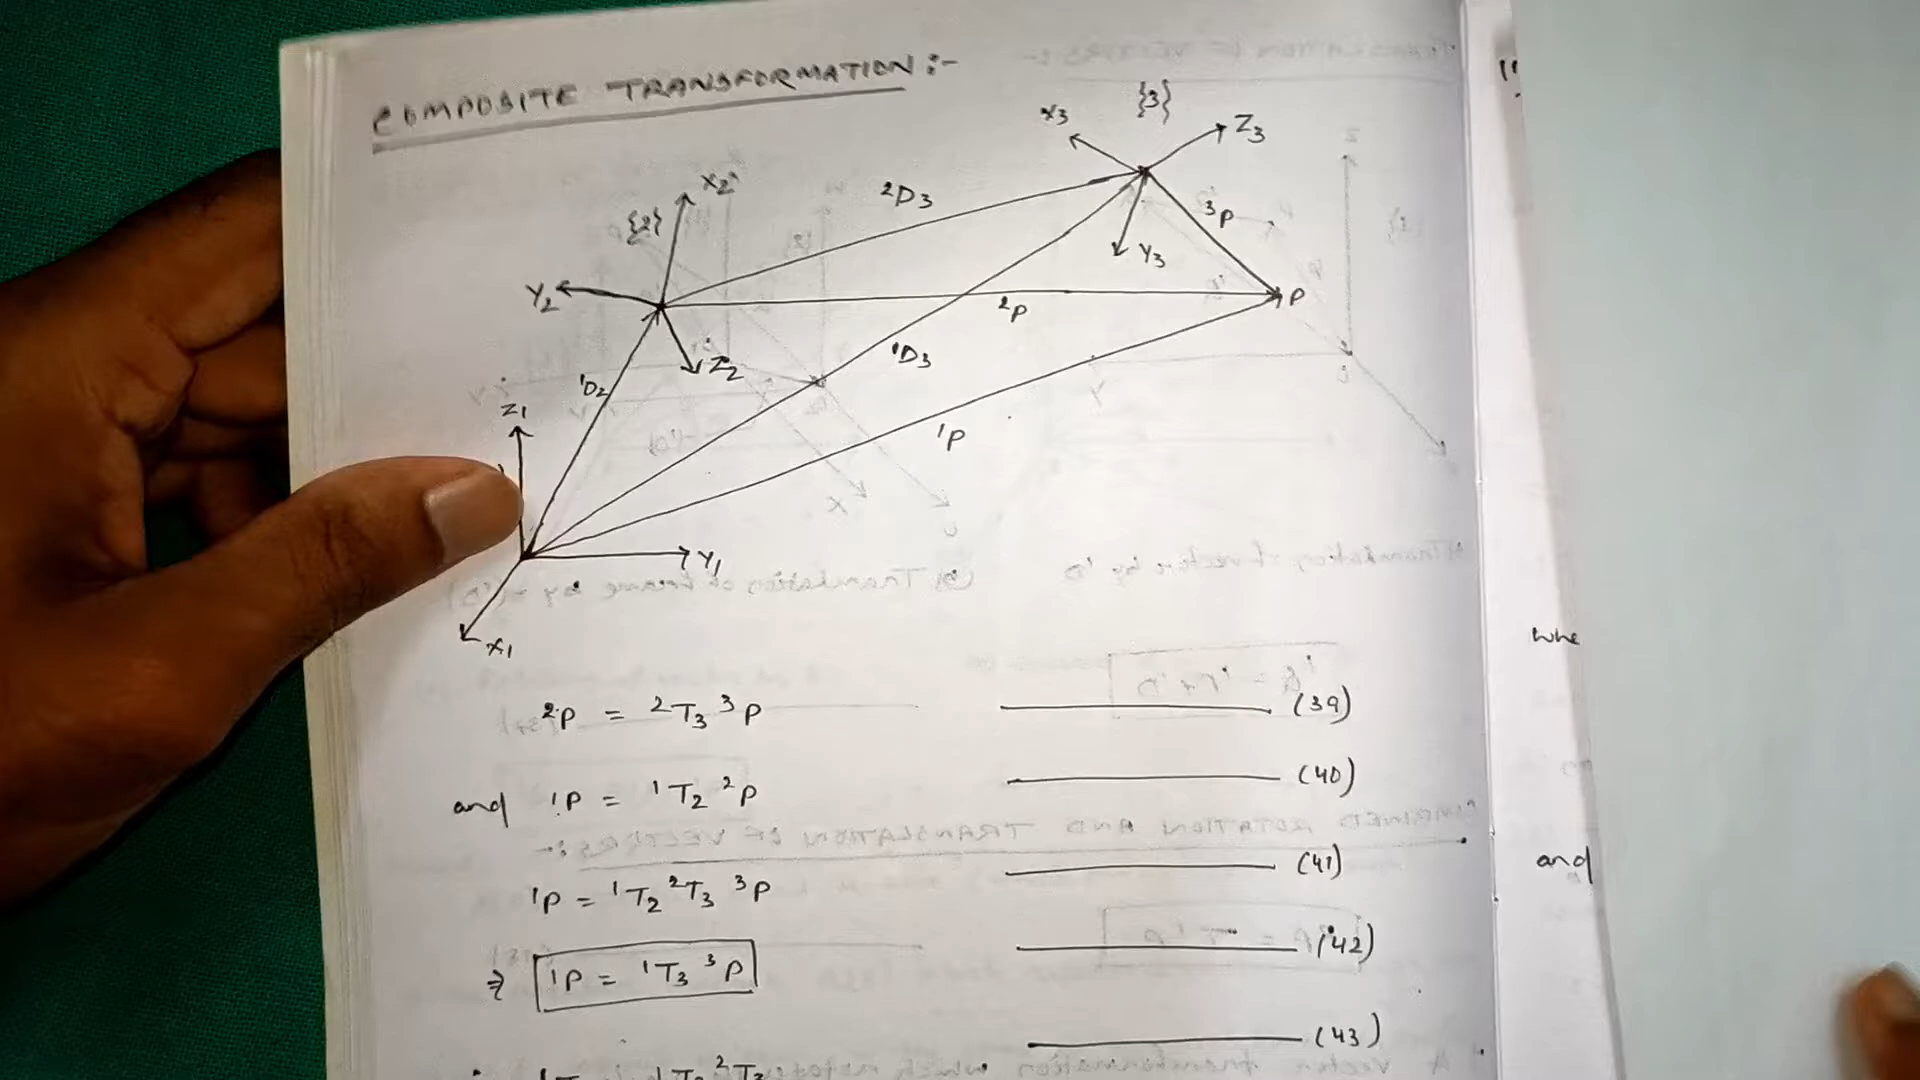 COMPOSITE TRANSFORMATION :-
{3}
X3
Z3
X2
²D3
{2}
³P
Y3
Y2
P
²P
¹D3
Z2
¹D2
Z1
¹P
Y1
X1
²P = ²T3 ³P (39)
and ¹P = ¹T2 ²P (40)
¹P = ¹T2 ²T3 ³P (41)
⇒ ¹P = ¹T3 ³P (42)
(43)
whe
and